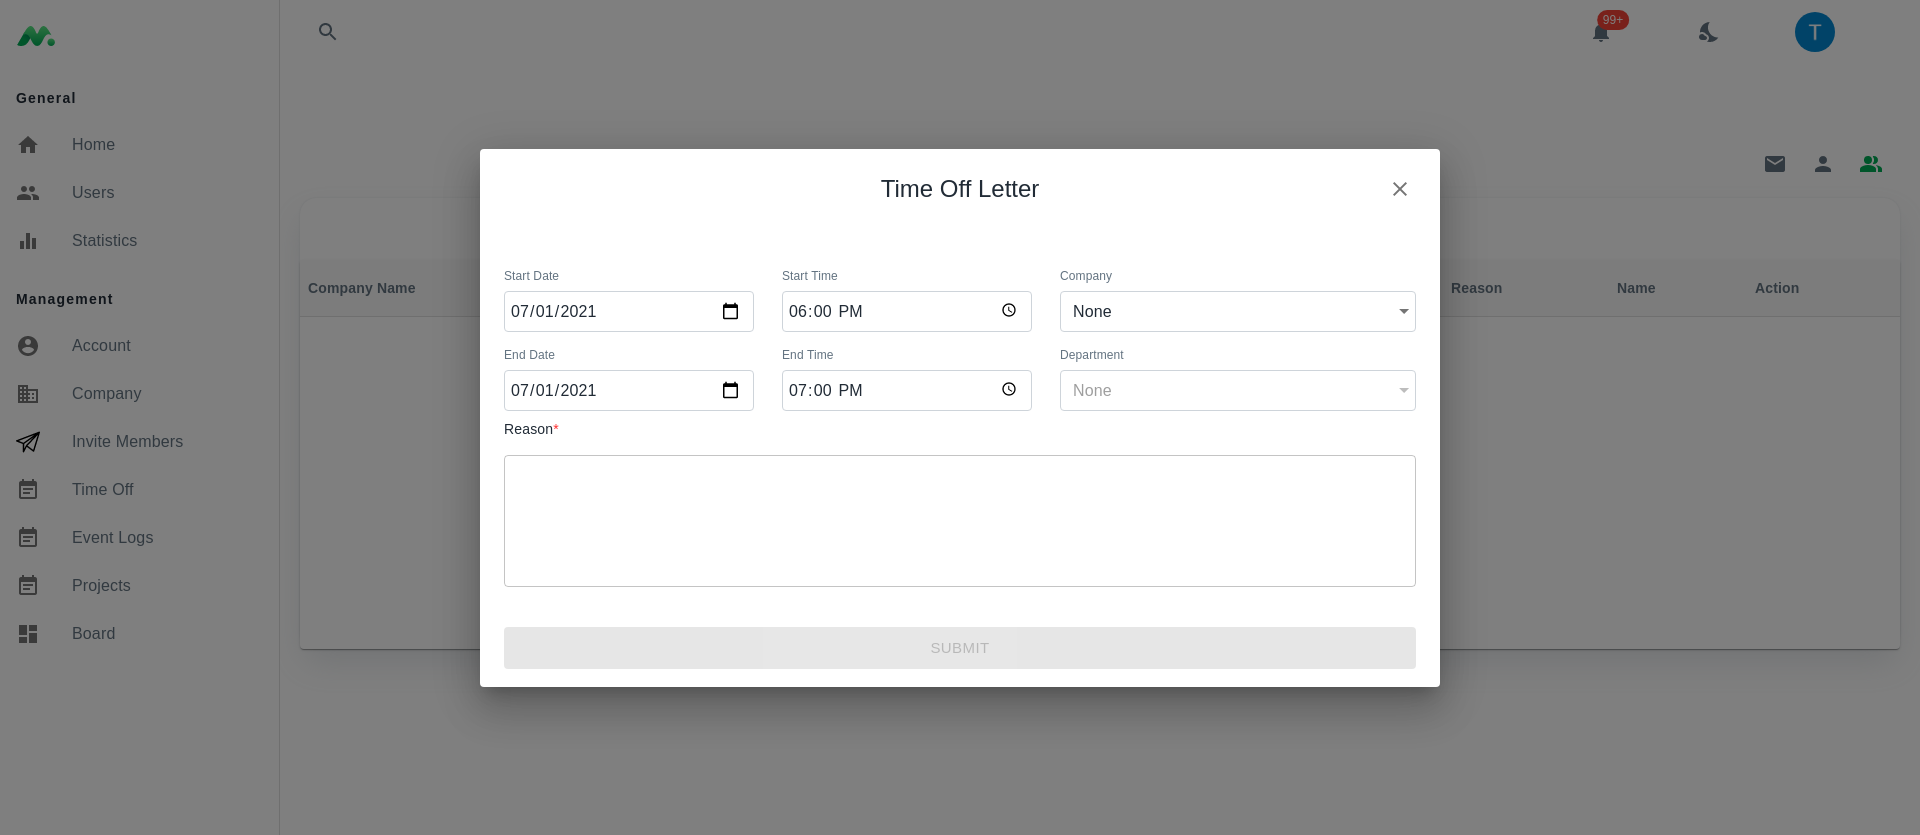 General
Home
Users
Statistics
Management
Account
Company
Invite Members
Time Off
Event Logs
Projects
Board
99+
T
Company Name
Reason
Name
Action
Time Off Letter
Start Date
Start Time
Company
07/01/2021
06:00 PM
None
End Date
End Time
Department
07/01/2021
07:00 PM
None
Reason*
SUBMIT